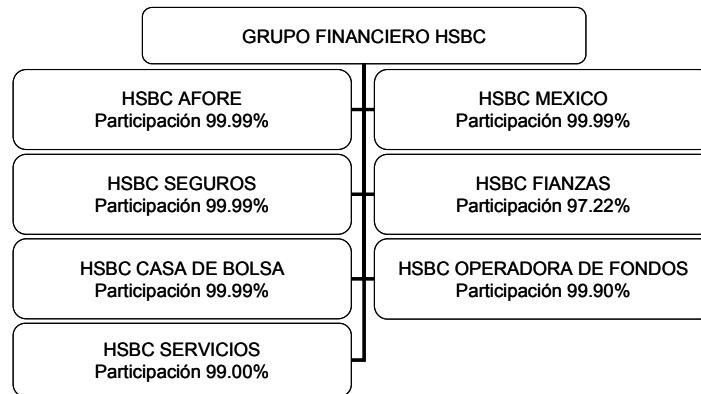 GRUPO FINANCIERO HSBC
HSBC AFORE
Participación 99.99%
HSBC MEXICO
Participación 99.99%
HSBC SEGUROS
Participación 99.99%
HSBC FIANZAS
Participación 97.22%
HSBC CASA DE BOLSA
Participación 99.99%
HSBC OPERADORA DE FONDOS
Participación 99.90%
HSBC SERVICIOS
Participación 99.00%